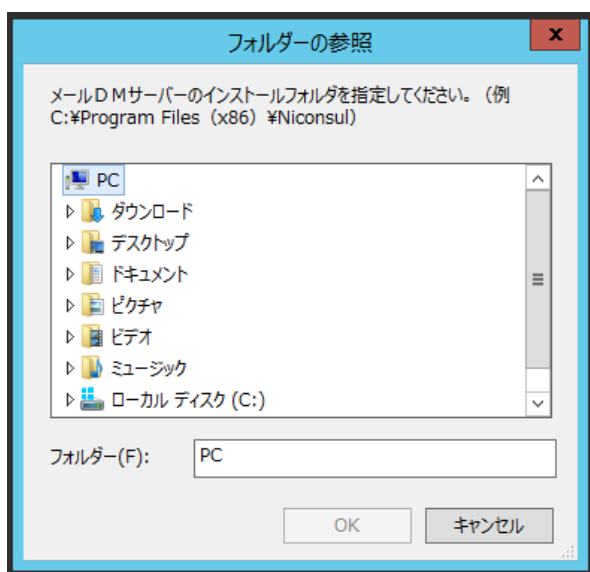 フォルダーの参照
x
メールＤＭサーバーのインストールフォルダを指定してください。（例
C:¥Program Files（x86）¥Niconsul）
PC
ダウンロード
デスクトップ
ドキュメント
ピクチャ
ビデオ
ミュージック
ローカル ディスク (C:)
フォルダー(F): PC
OK キャンセル